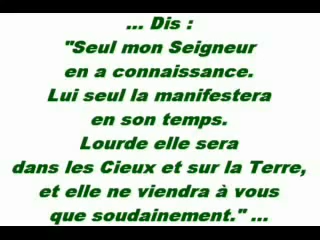 ... Dis :
"Seul mon Seigneur
en a connaissance.
Lui seul la manifestera
en son temps.
Lourde elle sera
dans les Cieux et sur la Terre,
et elle ne viendra à vous
que soudainement." ...